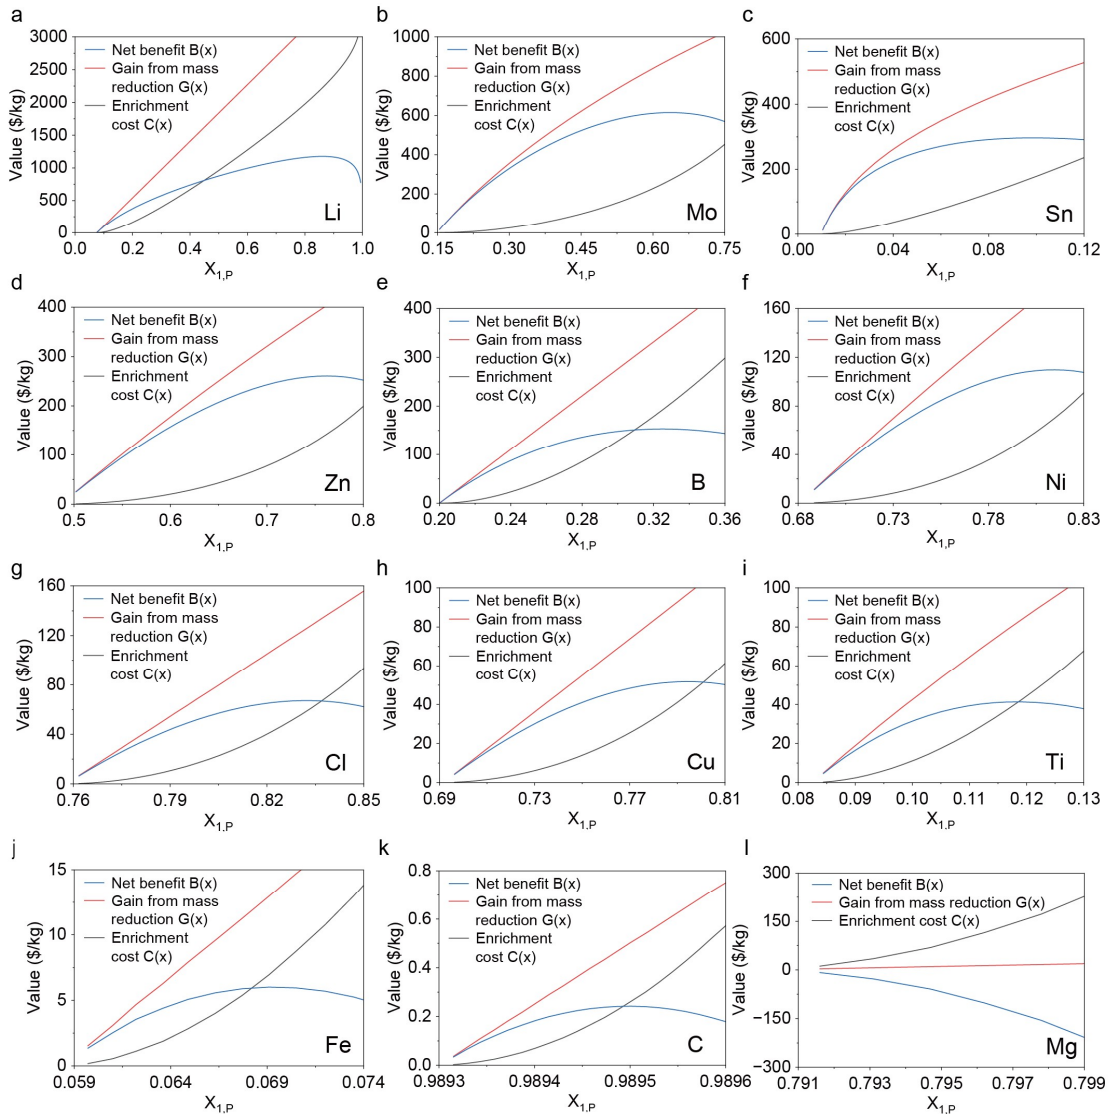 a
Value ($/kg)
3000
2500
2000
1500
1000
500
0
Net benefit B(x)
Gain from mass
reduction G(x)
Enrichment
cost C(x)
Li
0.0 0.2 0.4 0.6 0.8 1.0
X1,P
b
Value ($/kg)
1000
800
600
400
200
0
Net benefit B(x)
Gain from mass
reduction G(x)
Enrichment
cost C(x)
Mo
0.15 0.30 0.45 0.60 0.75
X1,P
c
Value ($/kg)
600
400
200
0
Net benefit B(x)
Gain from mass
reduction G(x)
Enrichment
cost C(x)
Sn
0.00 0.04 0.08 0.12
X1,P
d
Value ($/kg)
400
300
200
100
0
Net benefit B(x)
Gain from mass
reduction G(x)
Enrichment
cost C(x)
Zn
0.5 0.6 0.7 0.8
X1,P
e
Value ($/kg)
400
300
200
100
0
Net benefit B(x)
Gain from mass
reduction G(x)
Enrichment
cost C(x)
B
0.20 0.24 0.28 0.32 0.36
X1,P
f
Value ($/kg)
160
120
80
40
0
Net benefit B(x)
Gain from mass
reduction G(x)
Enrichment
cost C(x)
Ni
0.68 0.73 0.78 0.83
X1,P
g
Value ($/kg)
160
120
80
40
0
Net benefit B(x)
Gain from mass
reduction G(x)
Enrichment
cost C(x)
Cl
0.76 0.79 0.82 0.85
X1,P
h
Value ($/kg)
100
80
60
40
20
0
Net benefit B(x)
Gain from mass
reduction G(x)
Enrichment
cost C(x)
Cu
0.69 0.73 0.77 0.81
X1,P
i
Value ($/kg)
100
80
60
40
20
0
Net benefit B(x)
Gain from mass
reduction G(x)
Enrichment
cost C(x)
Ti
0.08 0.09 0.10 0.11 0.12 0.13
X1,P
j
Value ($/kg)
15
10
5
0
Net benefit B(x)
Gain from mass
reduction G(x)
Enrichment
cost C(x)
Fe
0.059 0.064 0.069 0.074
X1,P
k
Value ($/kg)
0.8
0.6
0.4
0.2
0.0
Net benefit B(x)
Gain from mass
reduction G(x)
Enrichment
cost C(x)
C
0.9893 0.9894 0.9895 0.9896
X1,P
l
Value ($/kg)
300
150
0
−150
−300
Net benefit B(x)
Gain from mass reduction G(x)
Enrichment cost C(x)
Mg
0.791 0.793 0.795 0.797 0.799
X1,P